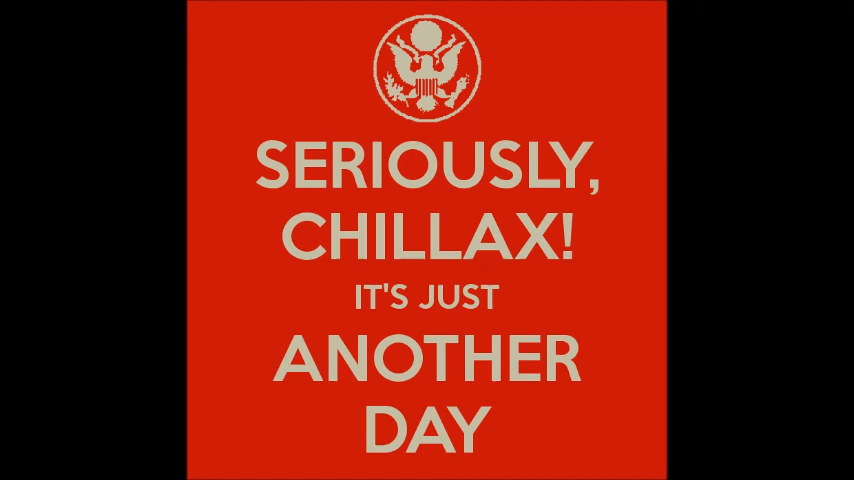 SERIOUSLY,
CHILLAX!
IT'S JUST
ANOTHER
DAY